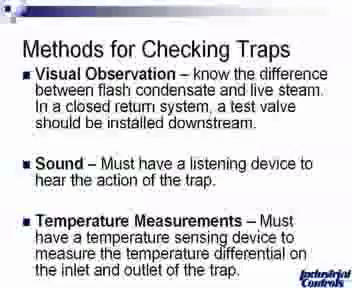 Methods for Checking Traps
Visual Observation – know the difference
between flash condensate and live steam.
In a closed return system, a test valve
should be installed downstream.
Sound – Must have a listening device to
hear the action of the trap.
Temperature Measurements – Must
have a temperature sensing device to
measure the temperature differential on
the inlet and outlet of the trap.
Industrial
Controls